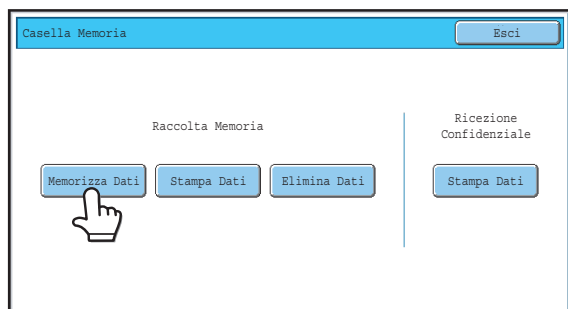 Casella Memoria
Esci
Raccolta Memoria
Ricezione
Confidenziale
Memorizza Dati
Stampa Dati
Elimina Dati
Stampa Dati